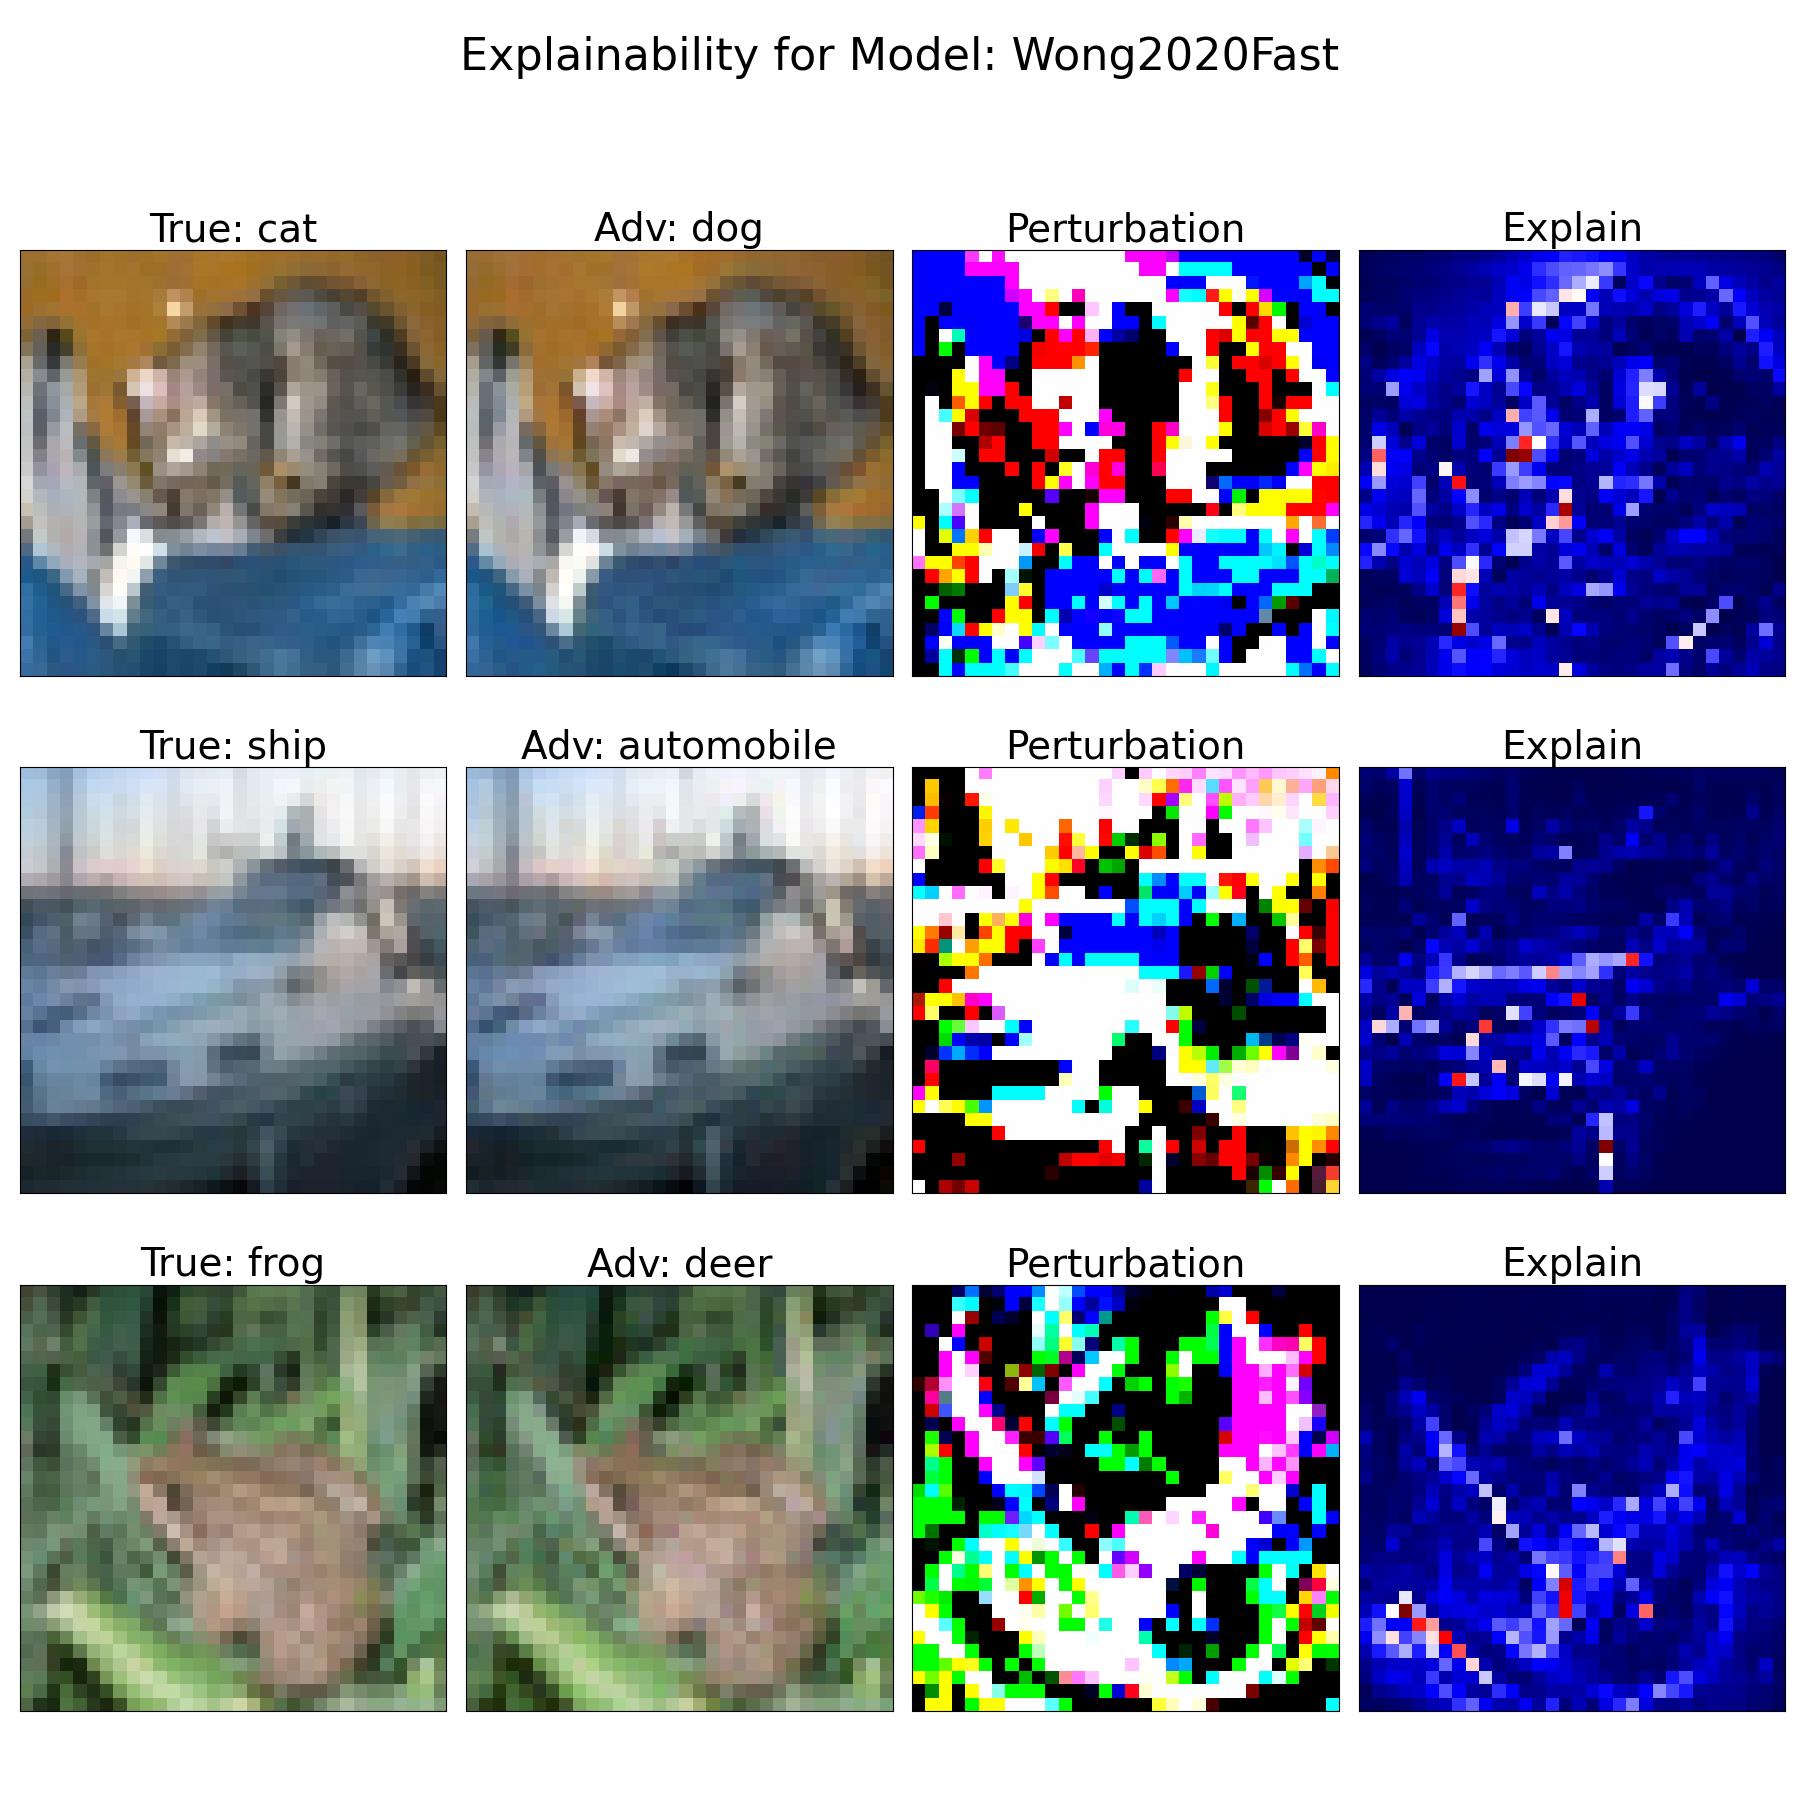 Explainability for Model: Wong2020Fast
True: cat
Adv: dog
Perturbation
Explain
True: ship
Adv: automobile
Perturbation
Explain
True: frog
Adv: deer
Perturbation
Explain